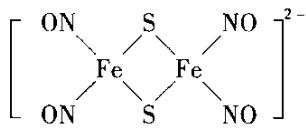 [ ON S NO ]2−
Fe Fe
ON S NO